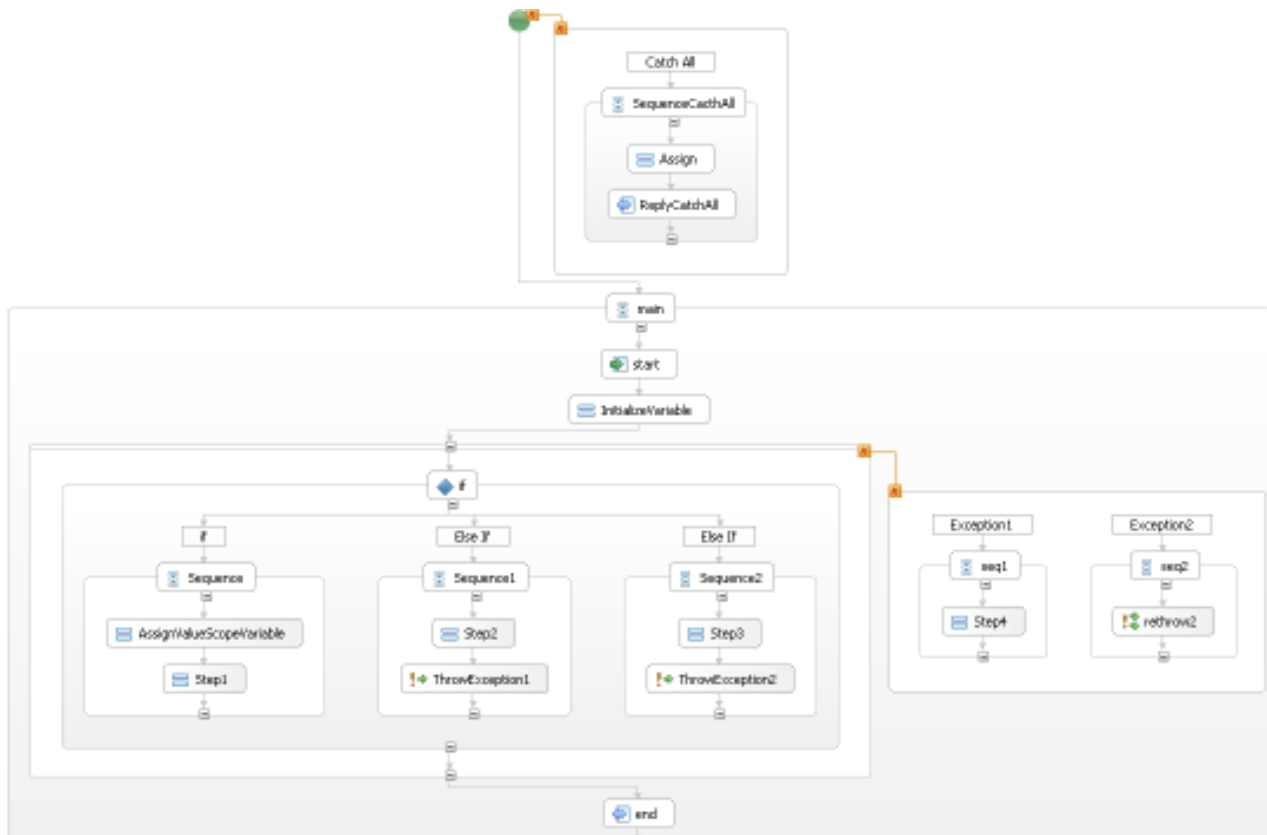 Catch All
SequenceCacthAll
Assign
ReplyCatchAll
main
start
InitializeVariable
if
if
Else If
Else If
Sequence
Sequence1
Sequence2
AssignValueScopeVariable
Step2
Step3
Step1
ThrowException1
ThrowException2
Exception1
Exception2
seq1
seq2
Step4
rethrow2
end